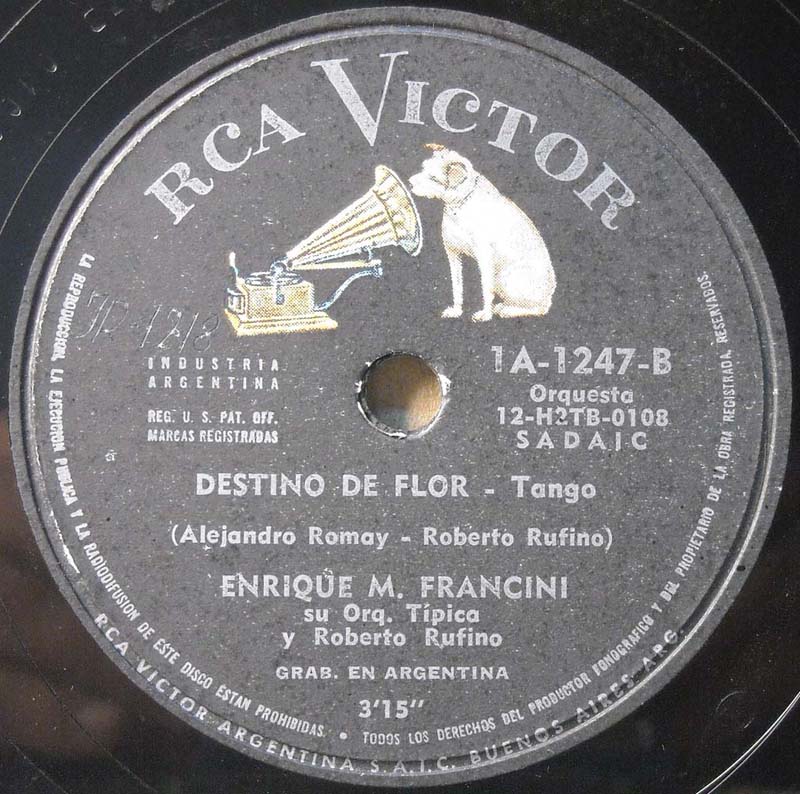 RCA VICTOR
JR-1218
INDUSTRIA
ARGENTINA
REG. U. S. PAT. OFF.
MARCAS REGISTRADAS
1A-1247-B
Orquesta
12-H2TB-0108
SADAIC
DESTINO DE FLOR - Tango
(Alejandro Romay - Roberto Rufino)
ENRIQUE M. FRANCINI
su Orq. Típica
y Roberto Rufino
GRAB. EN ARGENTINA
3'15"
LA REPRODUCCION, LA EJECUCION PUBLICA Y LA RADIODIFUSION DE ESTE DISCO ESTAN PROHIBIDAS. • TODOS LOS DERECHOS DEL PRODUCTOR FONOGRAFICO Y DEL PROPIETARIO DE LA OBRA REGISTRADA, RESERVADOS.
RCA VICTOR ARGENTINA S.A.I.C. BUENOS AIRES ARG.